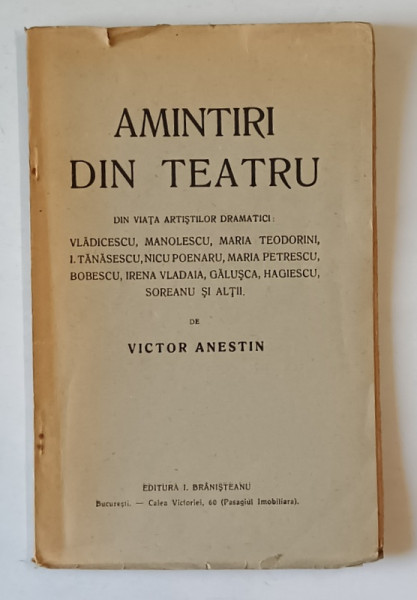 AMINTIRI
DIN TEATRU
DIN VIAȚA ARTIȘTILOR DRAMATICI:
VLĂDICESCU, MANOLESCU, MARIA TEODORINI,
I. TĂNĂSESCU, NICU POENARU, MARIA PETRESCU,
BOBESCU, IRENA VLADAIA, GĂLUȘCA, HAGIESCU,
SOREANU ȘI ALȚII.
DE
VICTOR ANESTIN
EDITURA I. BRĂNIȘTEANU
București. — Calea Victoriei, 60 (Pasagiul Imobiliara).